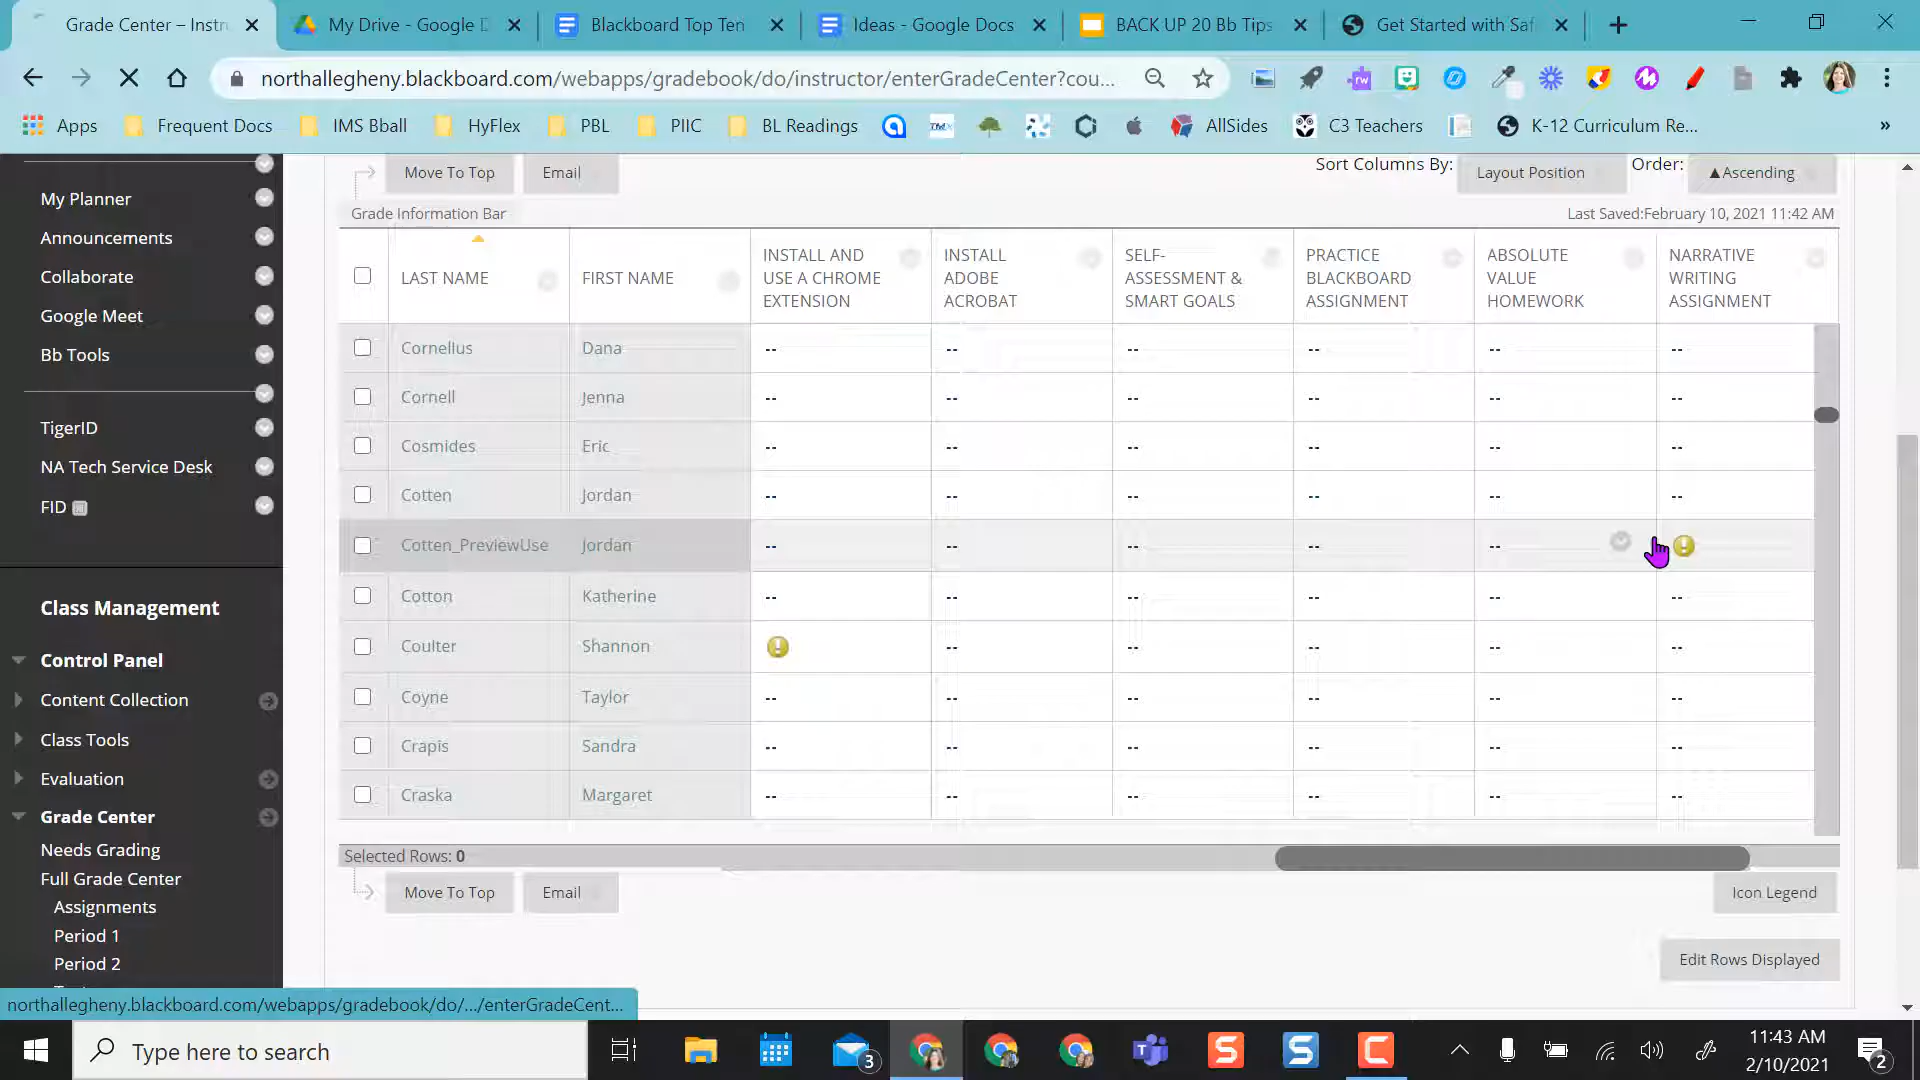 Grade Center – Instr
My Drive - Google D
Blackboard Top Ten
Ideas - Google Docs
BACK UP 20 Bb Tips
Get Started with Saf
northallegheny.blackboard.com/webapps/gradebook/do/instructor/enterGradeCenter?cou...
Apps
Frequent Docs
IMS Bball
HyFlex
PBL
PIIC
BL Readings
AllSides
C3 Teachers
K-12 Curriculum Re...
»
My Planner
Announcements
Collaborate
Google Meet
Bb Tools
TigerID
NA Tech Service Desk
FID
Class Management
Control Panel
Content Collection
Class Tools
Evaluation
Grade Center
Needs Grading
Full Grade Center
Assignments
Period 1
Period 2
northallegheny.blackboard.com/webapps/gradebook/do/.../enterGradeCent...
Move To Top
Email
Sort Columns By:
Layout Position
Order:
▲Ascending
Grade Information Bar
Last Saved:February 10, 2021 11:42 AM
LAST NAME
FIRST NAME
INSTALL AND
USE A CHROME
EXTENSION
INSTALL
ADOBE
ACROBAT
SELF-
ASSESSMENT &
SMART GOALS
PRACTICE
BLACKBOARD
ASSIGNMENT
ABSOLUTE
VALUE
HOMEWORK
NARRATIVE
WRITING
ASSIGNMENT
Cornelius Dana -- -- -- -- -- --
Cornell Jenna -- -- -- -- -- --
Cosmides Eric -- -- -- -- -- --
Cotten Jordan -- -- -- -- -- --
Cotten_PreviewUse Jordan -- -- -- -- -- !
Cotton Katherine -- -- -- -- -- --
Coulter Shannon ! -- -- -- -- --
Coyne Taylor -- -- -- -- -- --
Crapis Sandra -- -- -- -- -- --
Craska Margaret -- -- -- -- -- --
Selected Rows: 0
Move To Top
Email
Icon Legend
Edit Rows Displayed
Type here to search
3
11:43 AM
2/10/2021
2